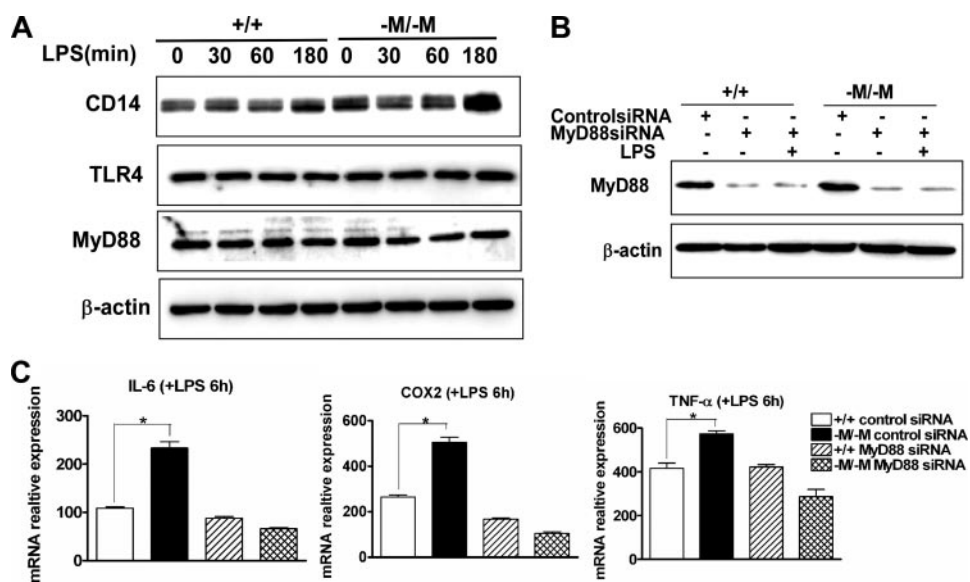 A
+/+ -M/-M
LPS(min) 0 30 60 180 0 30 60 180
CD14
TLR4
MyD88
β-actin
B
+/+ -M/-M
ControlsiRNA + - - + - -
MyD88siRNA - + + - + +
LPS - - + - - +
MyD88
β-actin
C
IL-6 (+LPS 6h)
mRNA realtive expression
300
200
100
0
*
COX2 (+LPS 6h)
mRNA realtive expression
600
400
200
0
*
TNF-α (+LPS 6h)
mRNA realtive expression
600
400
200
0
*
+/+ control siRNA
-M/-M control siRNA
+/+ MyD88 siRNA
-M/-M MyD88 siRNA